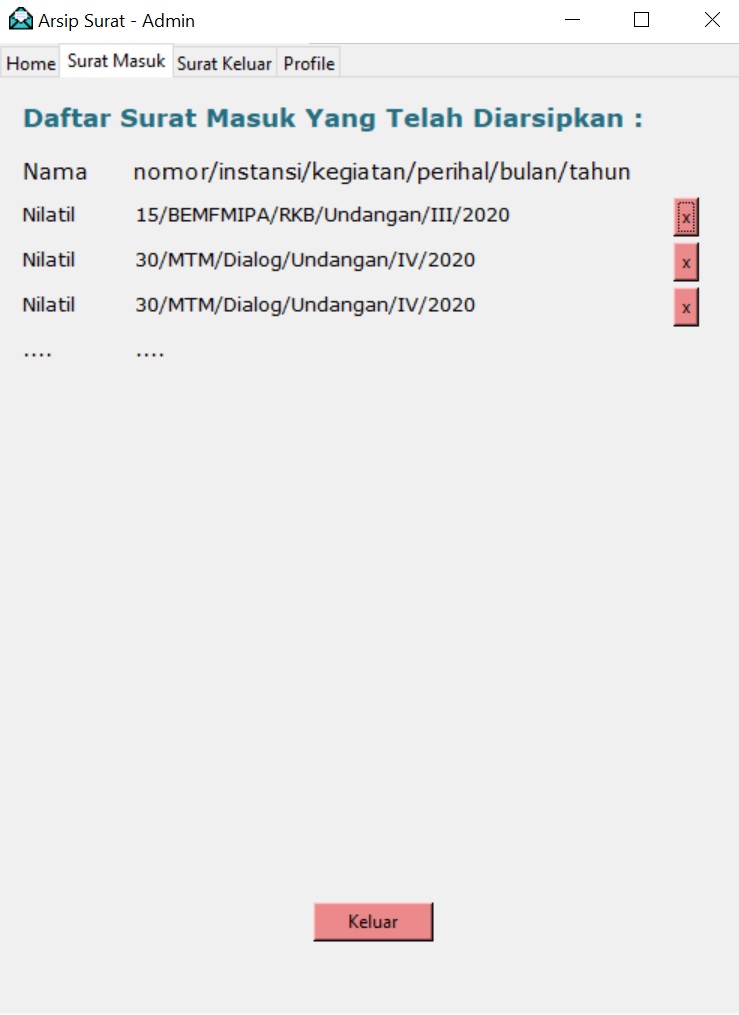 Arsip Surat - Admin
Home Surat Masuk Surat Keluar Profile
Daftar Surat Masuk Yang Telah Diarsipkan :
Nama nomor/instansi/kegiatan/perihal/bulan/tahun
Nilatil 15/BEMFMIPA/RKB/Undangan/III/2020 x
Nilatil 30/MTM/Dialog/Undangan/IV/2020 x
Nilatil 30/MTM/Dialog/Undangan/IV/2020 x
.... ....
Keluar